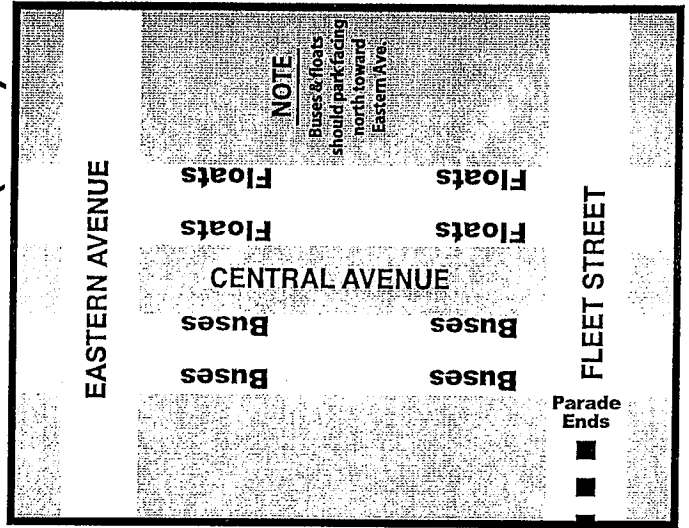 NOTE
Buses & floats
should park facing
north toward
Eastern Ave.
EASTERN AVENUE
Floats
Floats
Floats
Floats
CENTRAL AVENUE
Buses
Buses
Buses
Buses
FLEET STREET
Parade
Ends